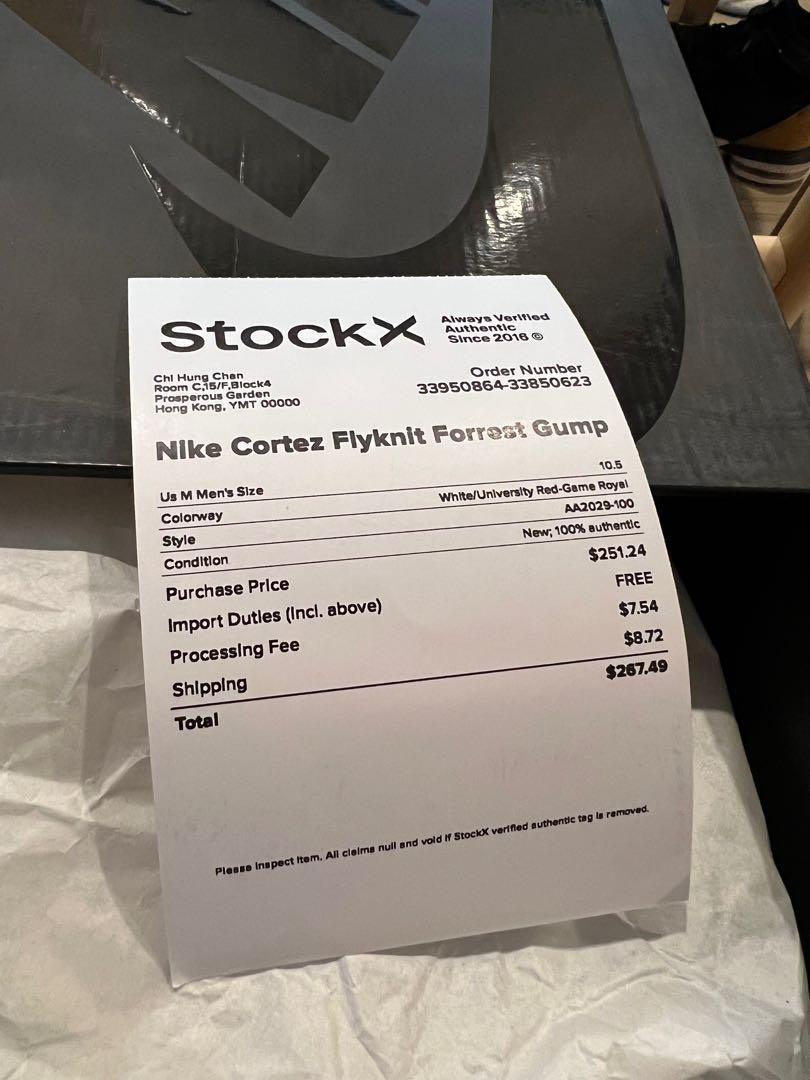 StockX
Always Verified
Authentic
Since 2016 ©
Chi Hung Chan
Room C,15/F,Block4
Prosperous Garden
Hong Kong, YMT 00000
Order Number
33950864-33850623
Nike Cortez Flyknit Forrest Gump
Us M Men's Size 10.5
Colorway White/University Red-Game Royal
Style AA2029-100
Condition New; 100% authentic
Purchase Price $251.24
Import Duties (Incl. above) FREE
Processing Fee $7.54
Shipping $8.72
Total $267.49
Please inspect item. All claims null and void if StockX verified authentic tag is removed.